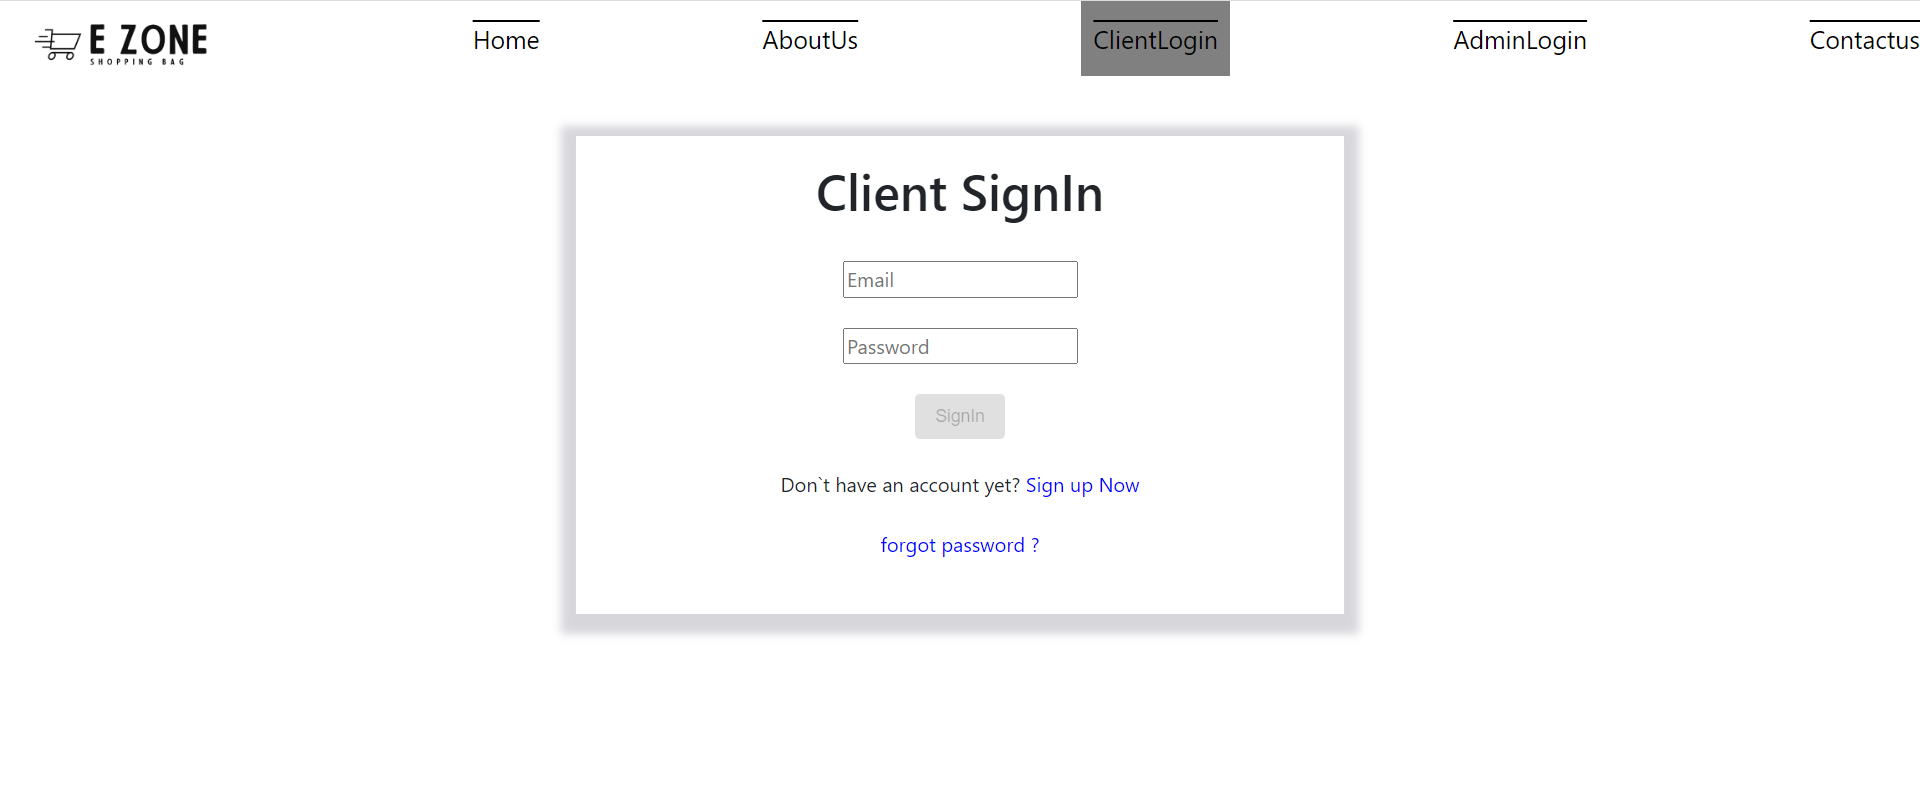 E ZONE
SHOPPING BAG
Home
AboutUs
ClientLogin
AdminLogin
Contactus
Client SignIn
Email
Password
SignIn
Don`t have an account yet? Sign up Now
forgot password ?